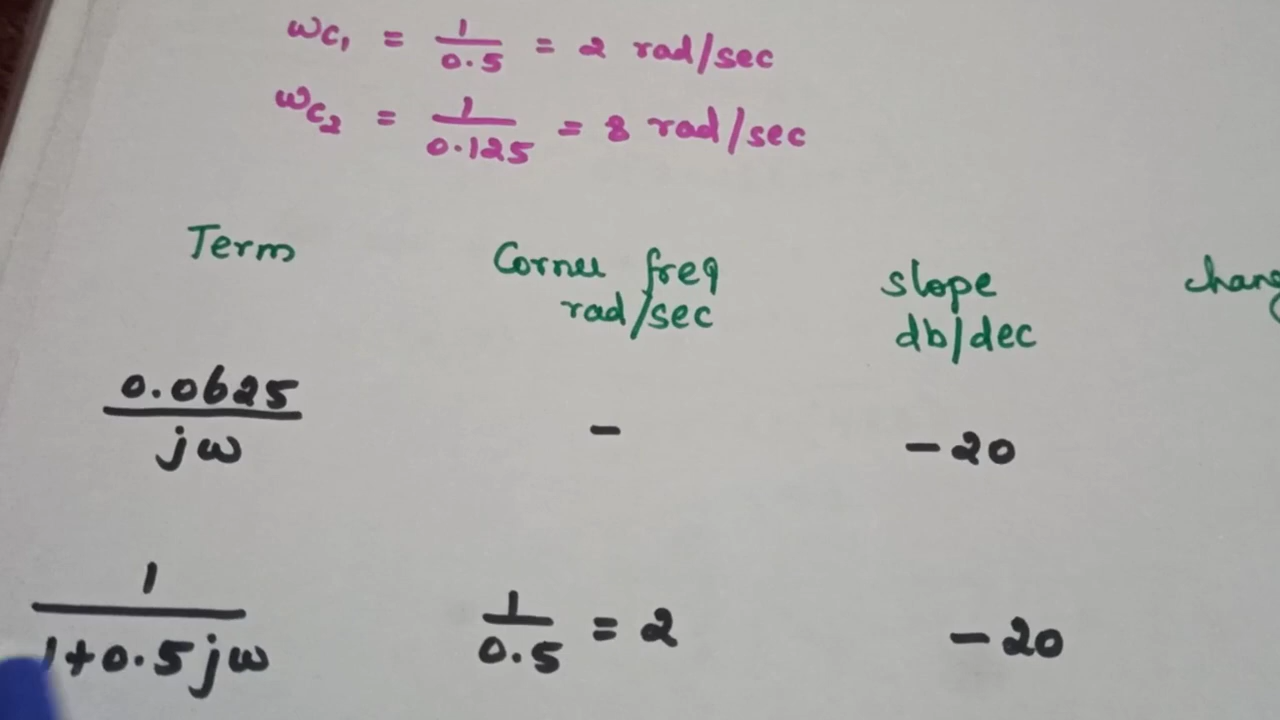 ωc₁ = 1/0.5 = 2 rad/sec
ωc₂ = 1/0.125 = 8 rad/sec
Term Corner freq slope
rad/sec db/dec
0.0625/jω - -20
1/1+0.5jω 1/0.5 = 2 -20